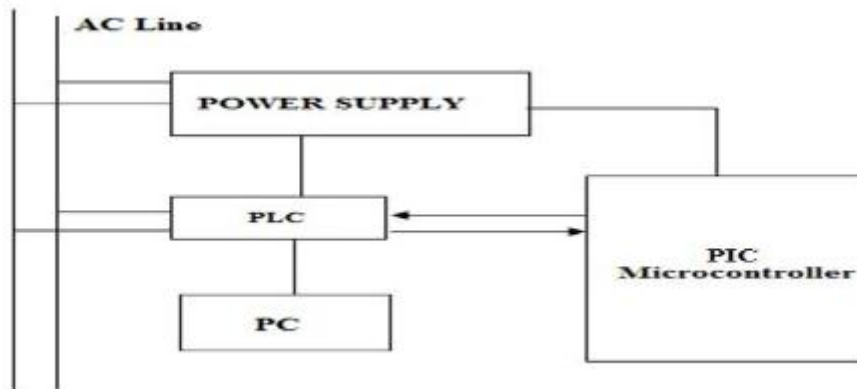 AC Line
POWER SUPPLY
PLC
PIC
Microcontroller
PC